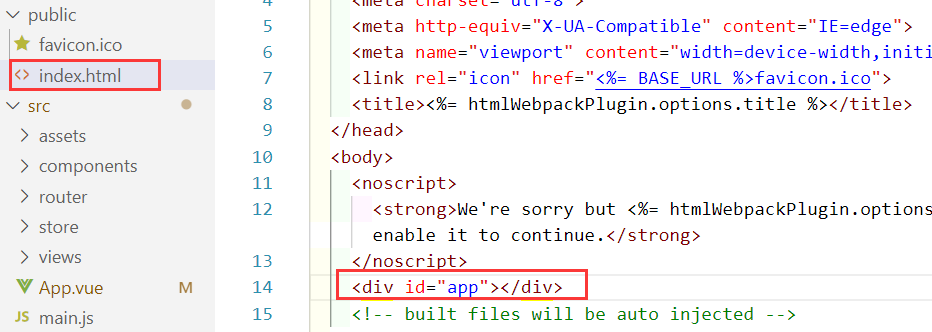 public
favicon.ico
<> index.html
src
assets
components
router
store
views
App.vue M
JS main.js
4 <meta charset="utf-8">
5 <meta http-equiv="X-UA-Compatible" content="IE=edge">
6 <meta name="viewport" content="width=device-width,initi
7 <link rel="icon" href="<%= BASE_URL %>favicon.ico">
8 <title><%= htmlWebpackPlugin.options.title %></title>
9 </head>
10 <body>
11 <noscript>
12 <strong>We're sorry but <%= htmlWebpackPlugin.options
enable it to continue.</strong>
13 </noscript>
14 <div id="app"></div>
15 <!-- built files will be auto injected -->